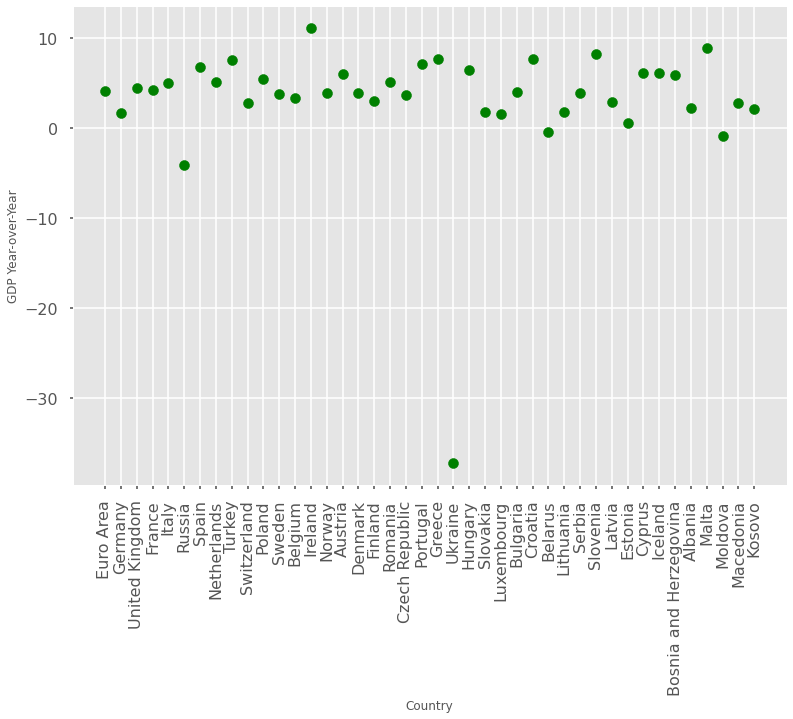 10
0
−10
−20
−30
GDP Year-over-Year
Euro Area
Germany
United Kingdom
France
Italy
Russia
Spain
Netherlands
Turkey
Switzerland
Poland
Sweden
Belgium
Ireland
Norway
Austria
Denmark
Finland
Romania
Czech Republic
Portugal
Greece
Ukraine
Hungary
Slovakia
Luxembourg
Bulgaria
Croatia
Belarus
Lithuania
Serbia
Slovenia
Latvia
Estonia
Cyprus
Iceland
Bosnia and Herzegovina
Albania
Malta
Moldova
Macedonia
Kosovo
Country